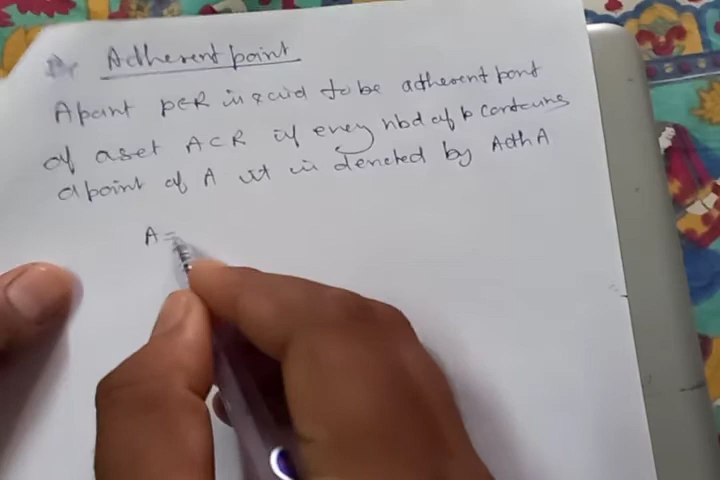 Adherent point
A point p∈R is said to be adherent point
of a set A⊂R if every nbd of p contains
a point of A it is denoted by Adh A
A =